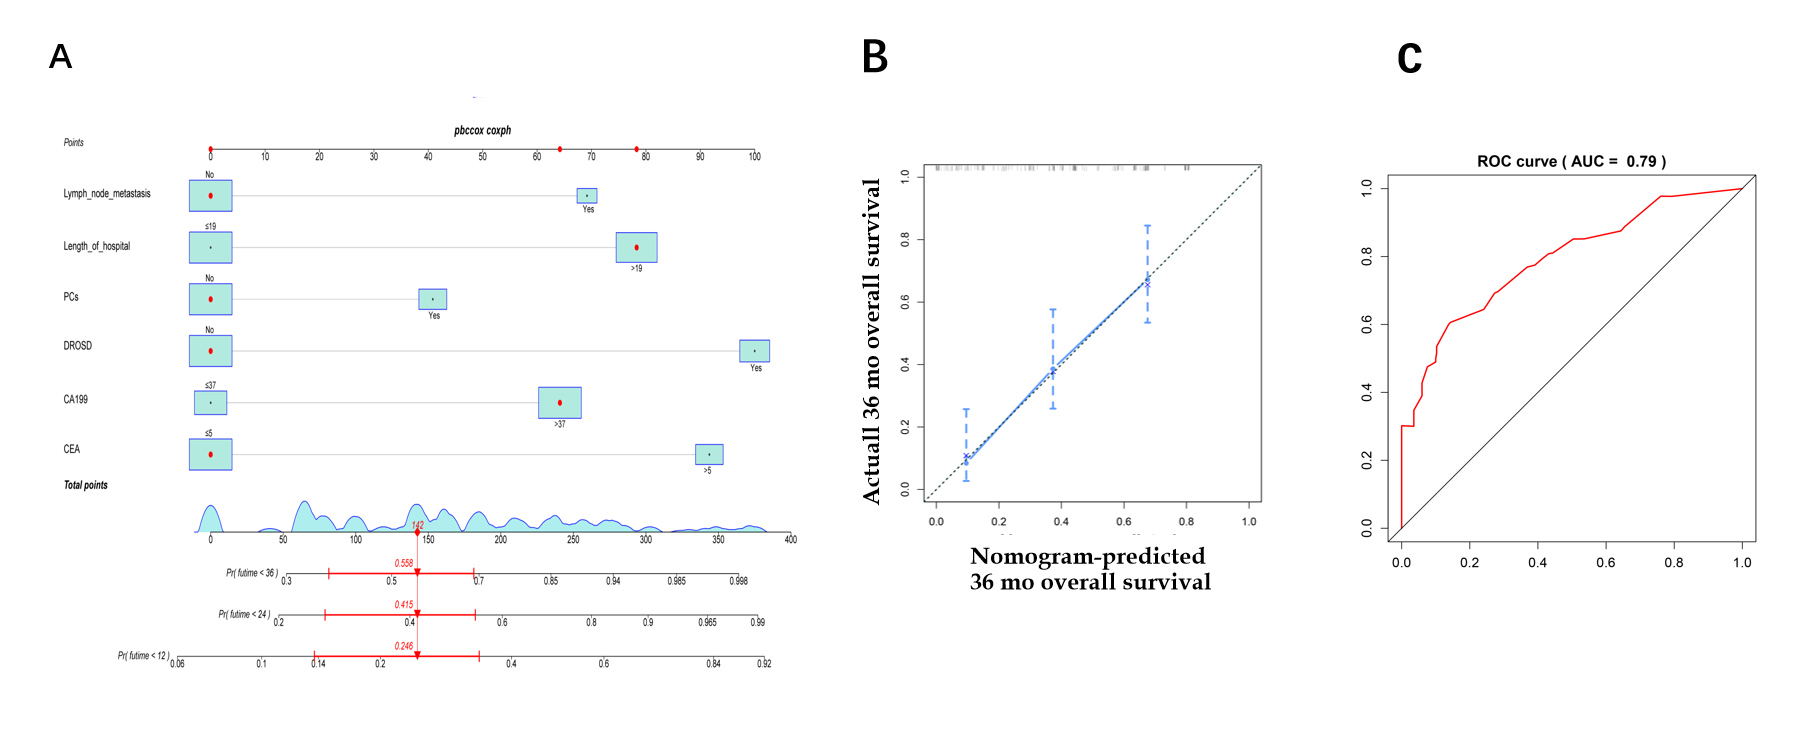 A
pbccox coxph
Points
0 10 20 30 40 50 60 70 80 90 100
No
Lymph_node_metastasis
Yes
≤19
Length_of_hospital
>19
No
PCs
Yes
No
DROSD
Yes
≤37
CA199
>37
≤5
CEA
>5
Total points
142
0 50 100 150 200 250 300 350 400
0.558
Pr( futime < 36 )
0.3 0.5 0.7 0.85 0.94 0.985 0.998
0.415
Pr( futime < 24 )
0.2 0.4 0.6 0.8 0.9 0.965 0.99
0.246
Pr( futime < 12 )
0.06 0.1 0.14 0.2 0.4 0.6 0.84 0.92
B
Actuall 36 mo overall survival
0.0 0.2 0.4 0.6 0.8 1.0
0.0 0.2 0.4 0.6 0.8 1.0
Nomogram-predicted
36 mo overall survival
C
ROC curve ( AUC = 0.79 )
0.0 0.2 0.4 0.6 0.8 1.0
0.0 0.2 0.4 0.6 0.8 1.0